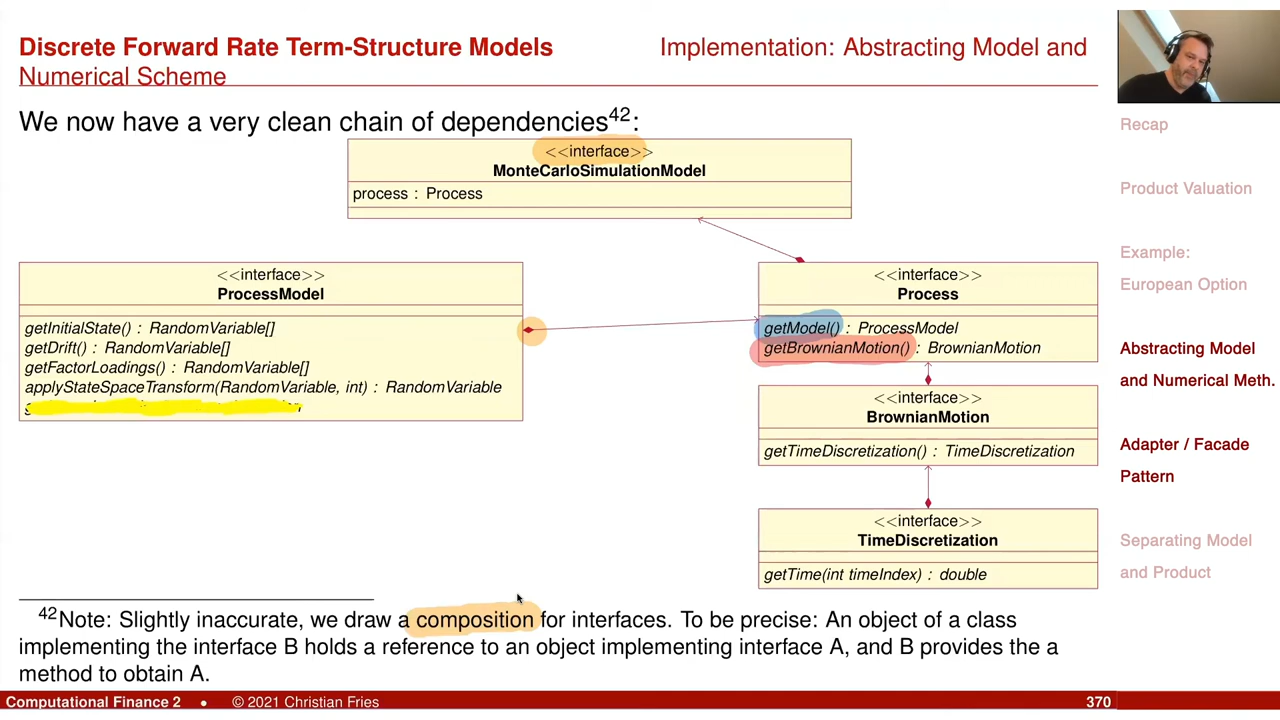 Discrete Forward Rate Term-Structure Models Implementation: Abstracting Model and
Numerical Scheme
We now have a very clean chain of dependencies42:
<<interface>>
MonteCarloSimulationModel
process : Process
<<interface>>
ProcessModel
getInitialState() : RandomVariable[]
getDrift() : RandomVariable[]
getFactorLoadings() : RandomVariable[]
applyStateSpaceTransform(RandomVariable, int) : RandomVariable
<<interface>>
Process
getModel() : ProcessModel
getBrownianMotion() : BrownianMotion
<<interface>>
BrownianMotion
getTimeDiscretization() : TimeDiscretization
<<interface>>
TimeDiscretization
getTime(int timeIndex) : double
42Note: Slightly inaccurate, we draw a composition for interfaces. To be precise: An object of a class
implementing the interface B holds a reference to an object implementing interface A, and B provides the a
method to obtain A.
Recap
Product Valuation
Example:
European Option
Abstracting Model
and Numerical Meth.
Adapter / Facade
Pattern
Separating Model
and Product
Computational Finance 2 • © 2021 Christian Fries 370